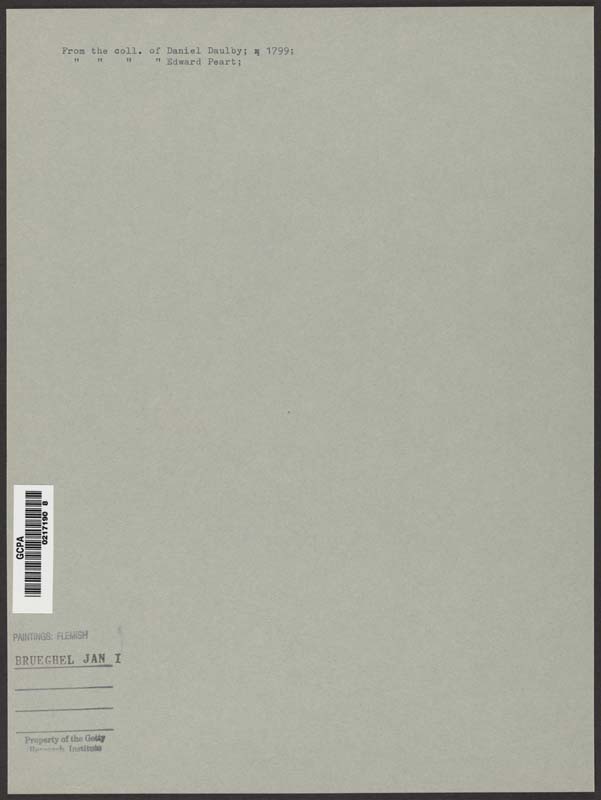 From the coll. of Daniel Daulby; 1799;
" " " " Edward Peart;
GCPA
0217190 8
PAINTINGS: FLEMISH
BRUEGHEL JAN I
Property of the Getty
Research Institute